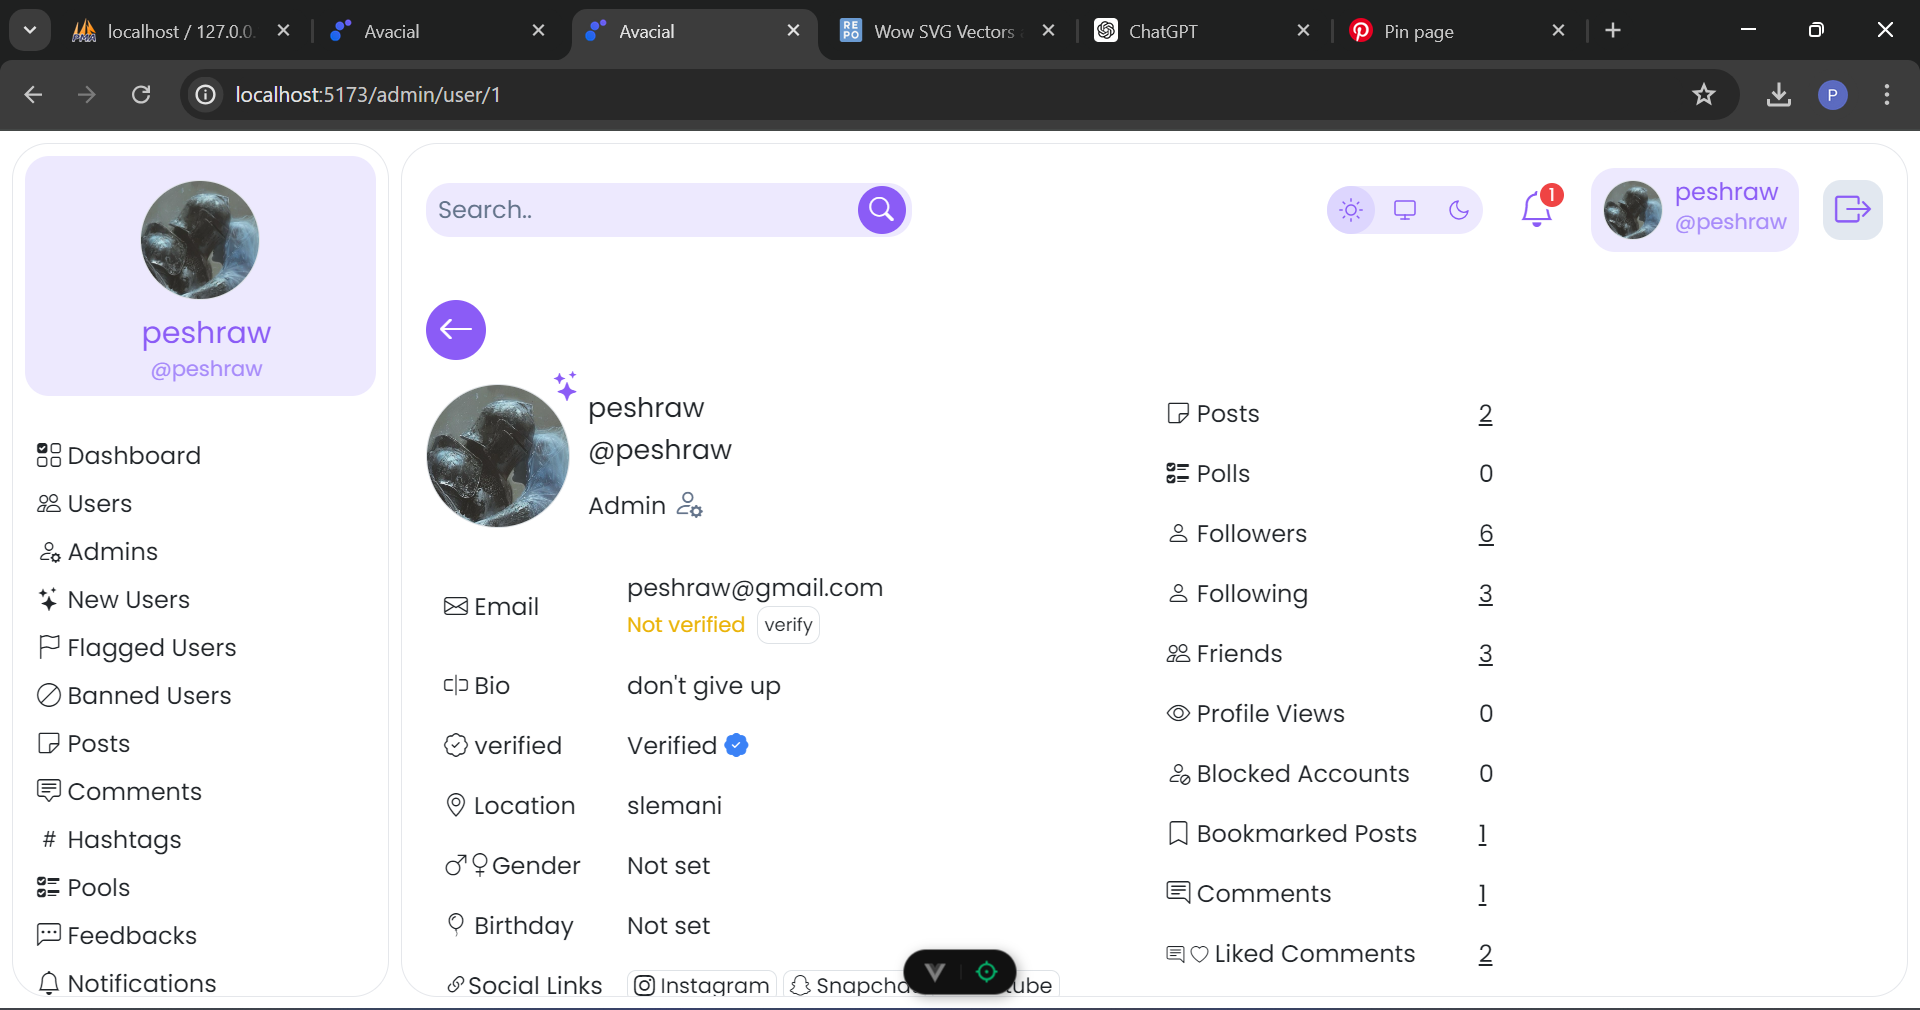 localhost / 127.0.0.
Avacial
Avacial
Wow SVG Vectors
ChatGPT
Pin page
localhost:5173/admin/user/1
P
peshraw
@peshraw
Dashboard
Users
Admins
New Users
Flagged Users
Banned Users
Posts
Comments
# Hashtags
Pools
Feedbacks
Notifications
Search..
1
peshraw
@peshraw
peshraw
@peshraw
Admin
Email
peshraw@gmail.com
Not verified verify
Bio don't give up
verified Verified
Location slemani
Gender Not set
Birthday Not set
Social Links Instagram
Posts 2
Polls 0
Followers 6
Following 3
Friends 3
Profile Views 0
Blocked Accounts 0
Bookmarked Posts 1
Comments 1
Liked Comments 2